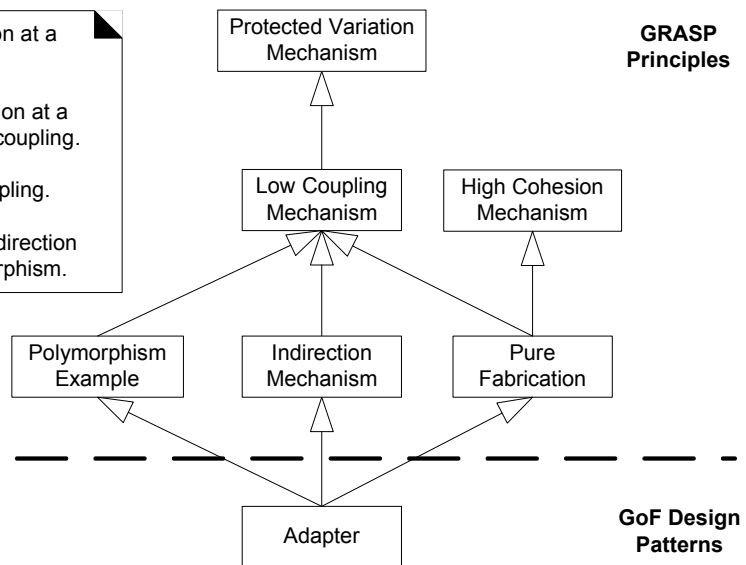 on at a
on at a
coupling.
pling.
direction
rphism.
Protected Variation
Mechanism
GRASP
Principles
Low Coupling
Mechanism
High Cohesion
Mechanism
Polymorphism
Example
Indirection
Mechanism
Pure
Fabrication
Adapter
GoF Design
Patterns